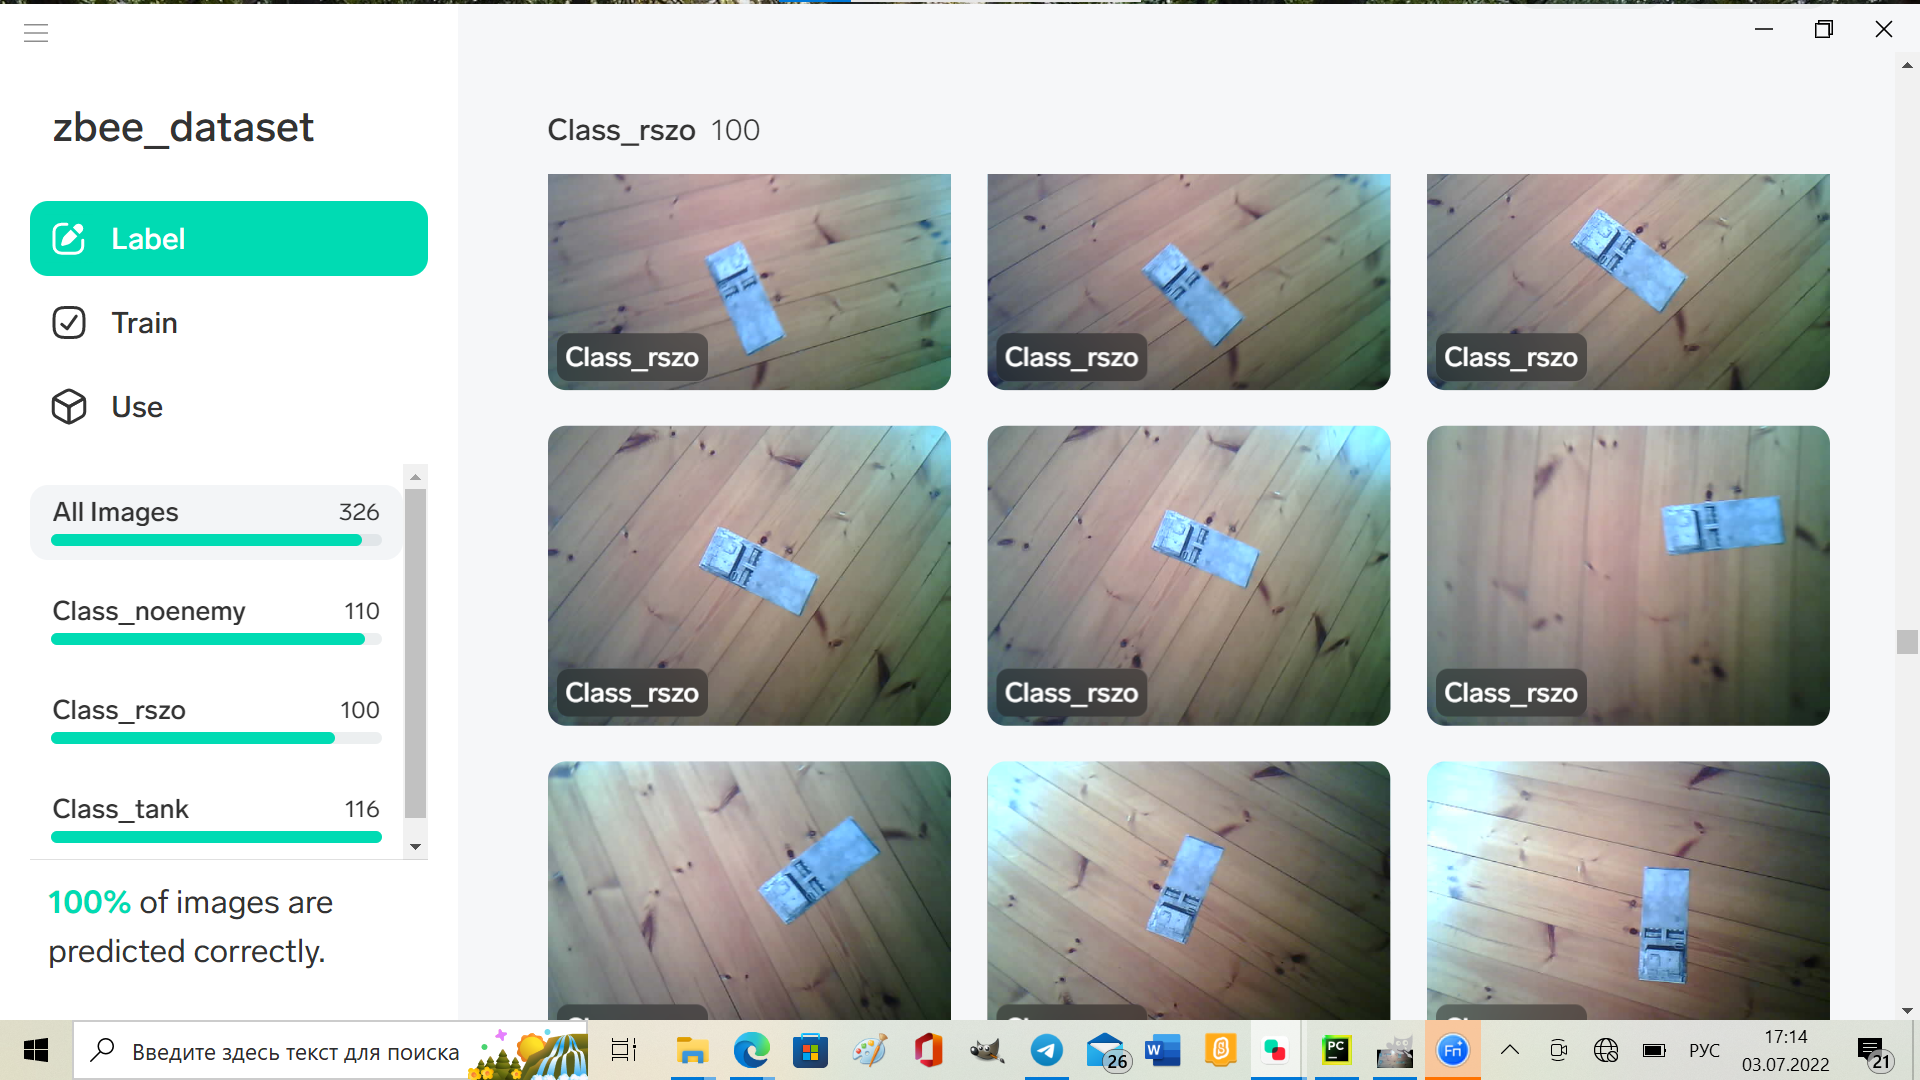 zbee_dataset
Label
Train
Use
All Images 326
Class_noenemy 110
Class_rszo 100
Class_tank 116
100% of images are
predicted correctly.
Class_rszo 100
Class_rszo
Class_rszo
Class_rszo
Class_rszo
Class_rszo
Class_rszo
Введите здесь текст для поиска
26
W
PC
Fn
РУС
17:14
03.07.2022
21